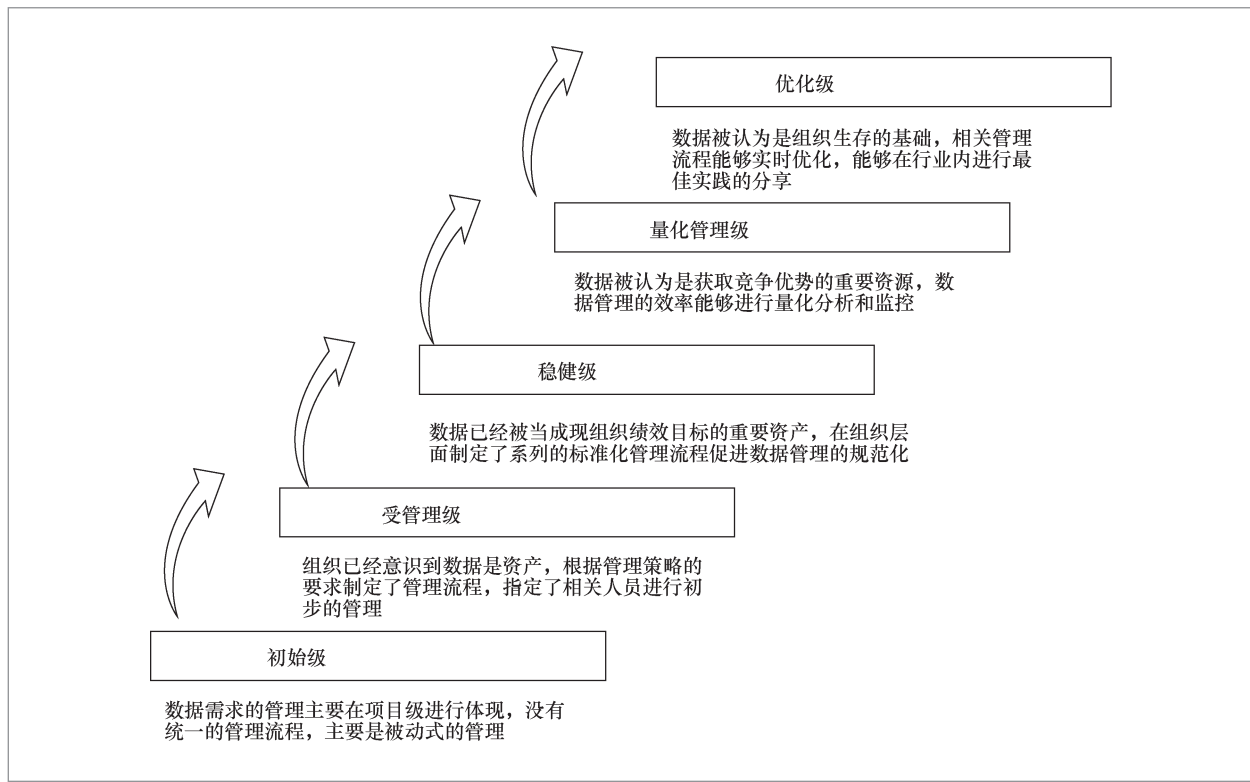 优化级
数据被认为是组织生存的基础，相关管理
流程能够实时优化，能够在行业内进行最
佳实践的分享
量化管理级
数据被认为是获取竞争优势的重要资源，数
据管理的效率能够进行量化分析和监控
稳健级
数据已经被当成现组织绩效目标的重要资产，在组织层
面制定了系列的标准化管理流程促进数据管理的规范化
受管理级
组织已经意识到数据是资产，根据管理策略的
要求制定了管理流程，指定了相关人员进行初
步的管理
初始级
数据需求的管理主要在项目级进行体现，没有
统一的管理流程，主要是被动式的管理